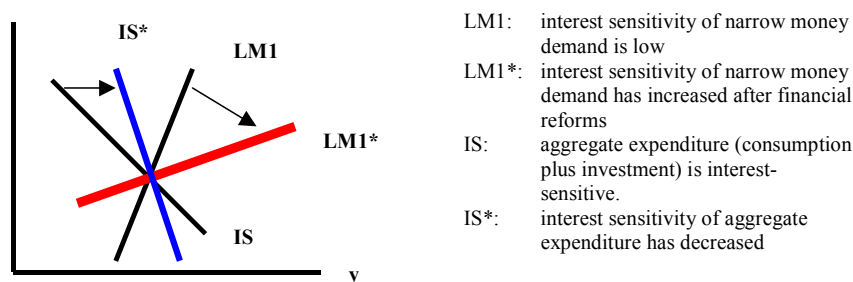 IS*
LM1
LM1*
IS
y
LM1: interest sensitivity of narrow money
demand is low
LM1*: interest sensitivity of narrow money
demand has increased after financial
reforms
IS: aggregate expenditure (consumption
plus investment) is interest-
sensitive.
IS*: interest sensitivity of aggregate
expenditure has decreased